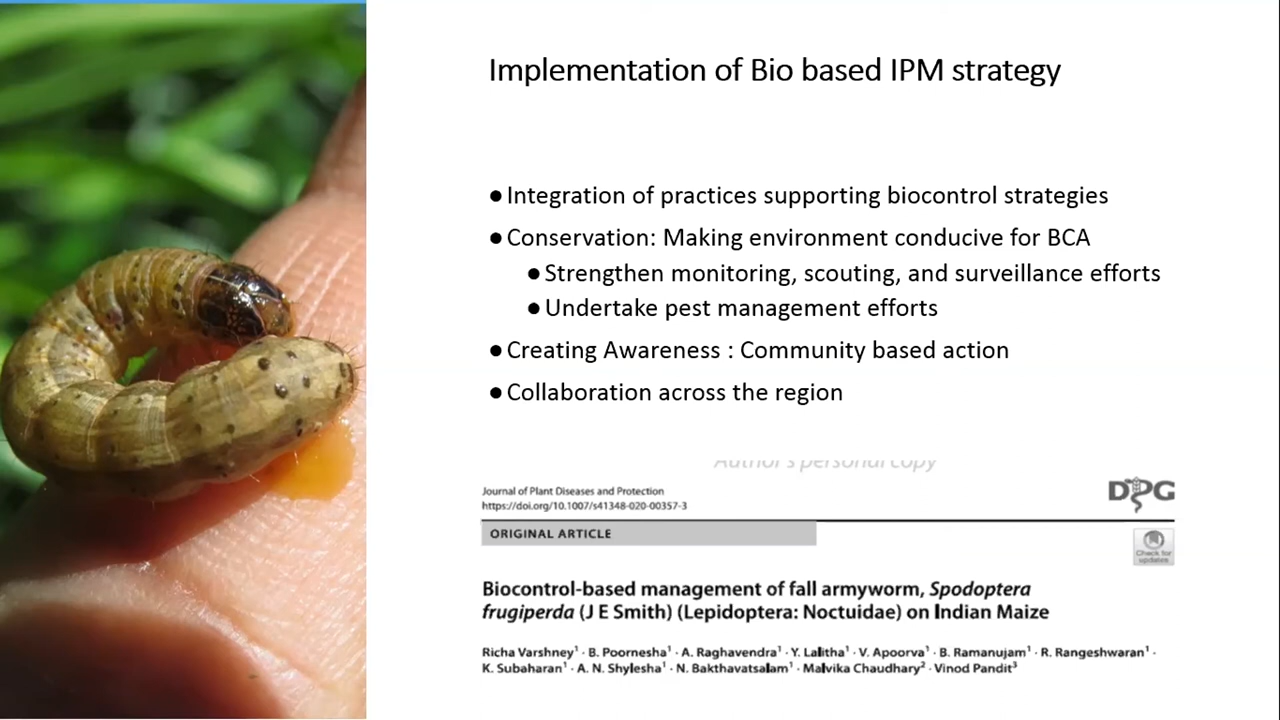 Implementation of Bio based IPM strategy
● Integration of practices supporting biocontrol strategies
● Conservation: Making environment conducive for BCA
● Strengthen monitoring, scouting, and surveillance efforts
● Undertake pest management efforts
● Creating Awareness : Community based action
● Collaboration across the region
Author's personal copy
Journal of Plant Diseases and Protection
https://doi.org/10.1007/s41348-020-00357-3
DPG
ORIGINAL ARTICLE
Check for
updates
Biocontrol-based management of fall armyworm, Spodoptera
frugiperda (J E Smith) (Lepidoptera: Noctuidae) on Indian Maize
Richa Varshney¹ · B. Poornesha¹ · A. Raghavendra¹ · Y. Lalitha¹ · V. Apoorva¹ · B. Ramanujam¹ · R. Rangeshwaran¹ ·
K. Subaharan¹ · A. N. Shylesha¹ · N. Bakthavatsalam¹ · Malvika Chaudhary² · Vinod Pandit³